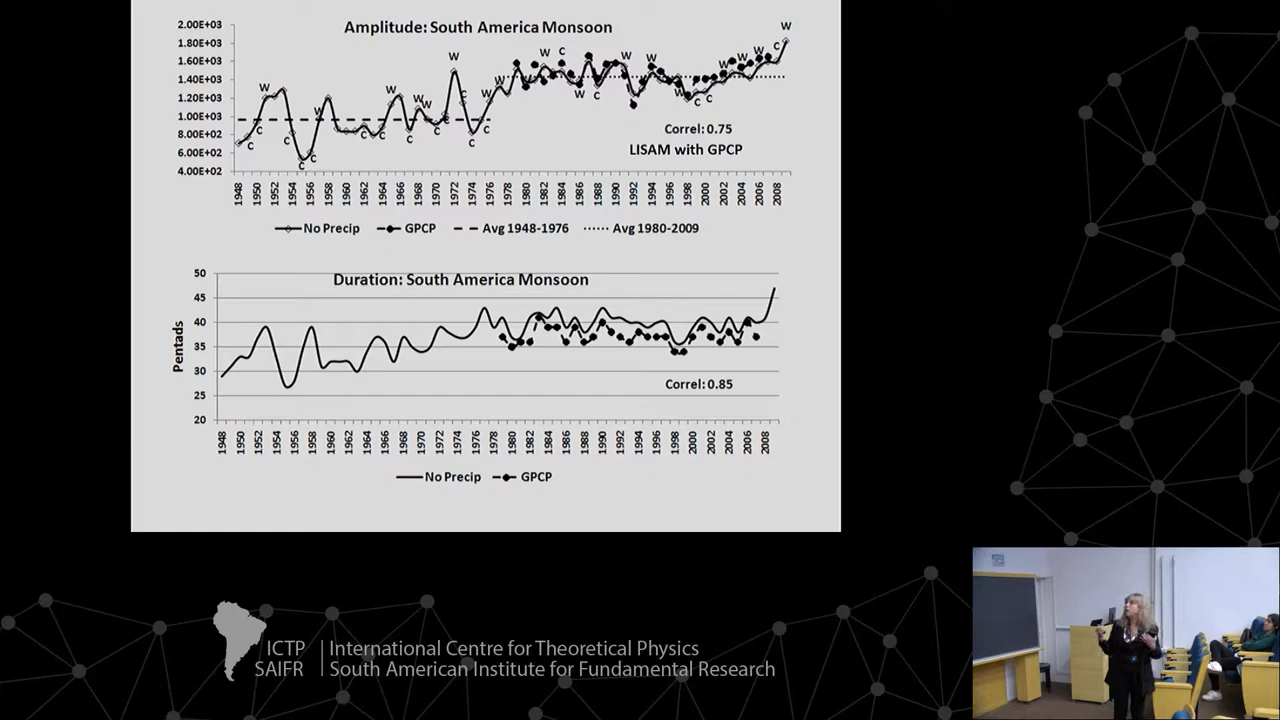 Amplitude: South America Monsoon
2.00E+03
1.80E+03
1.60E+03
1.40E+03
1.20E+03
1.00E+03
8.00E+02
6.00E+02
4.00E+02
W C C C C W C C W C W W C W C C W C W W C W C W C W W C C W W W C W
Correl: 0.75
LISAM with GPCP
1948 1950 1952 1954 1956 1958 1960 1962 1964 1966 1968 1970 1972 1974 1976 1978 1980 1982 1984 1986 1988 1990 1992 1994 1996 1998 2000 2002 2004 2006 2008
No Precip GPCP Avg 1948-1976 Avg 1980-2009
Duration: South America Monsoon
50
45
40
35
30
25
20
Pentads
Correl: 0.85
1948 1950 1952 1954 1956 1958 1960 1962 1964 1966 1968 1970 1972 1974 1976 1978 1980 1982 1984 1986 1988 1990 1992 1994 1996 1998 2000 2002 2004 2006 2008
No Precip GPCP
ICTP International Centre for Theoretical Physics
SAIFR South American Institute for Fundamental Research